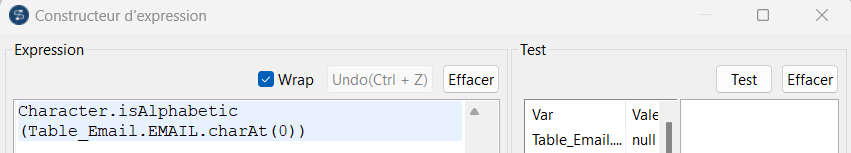 Constructeur d'expression
Expression
Wrap Undo(Ctrl + Z) Effacer
Character.isAlphabetic
(Table_Email.EMAIL.charAt(0))
Test
Test Effacer
Var Vale
Table_Email.... null